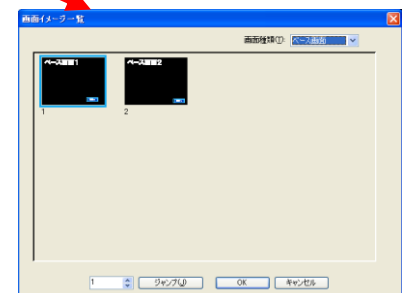 画面イメージ一覧
画面種類(T): ベース画面
ベース画面1
ベース画面2
1
2
1
ジャンプ(J)
OK
キャンセル